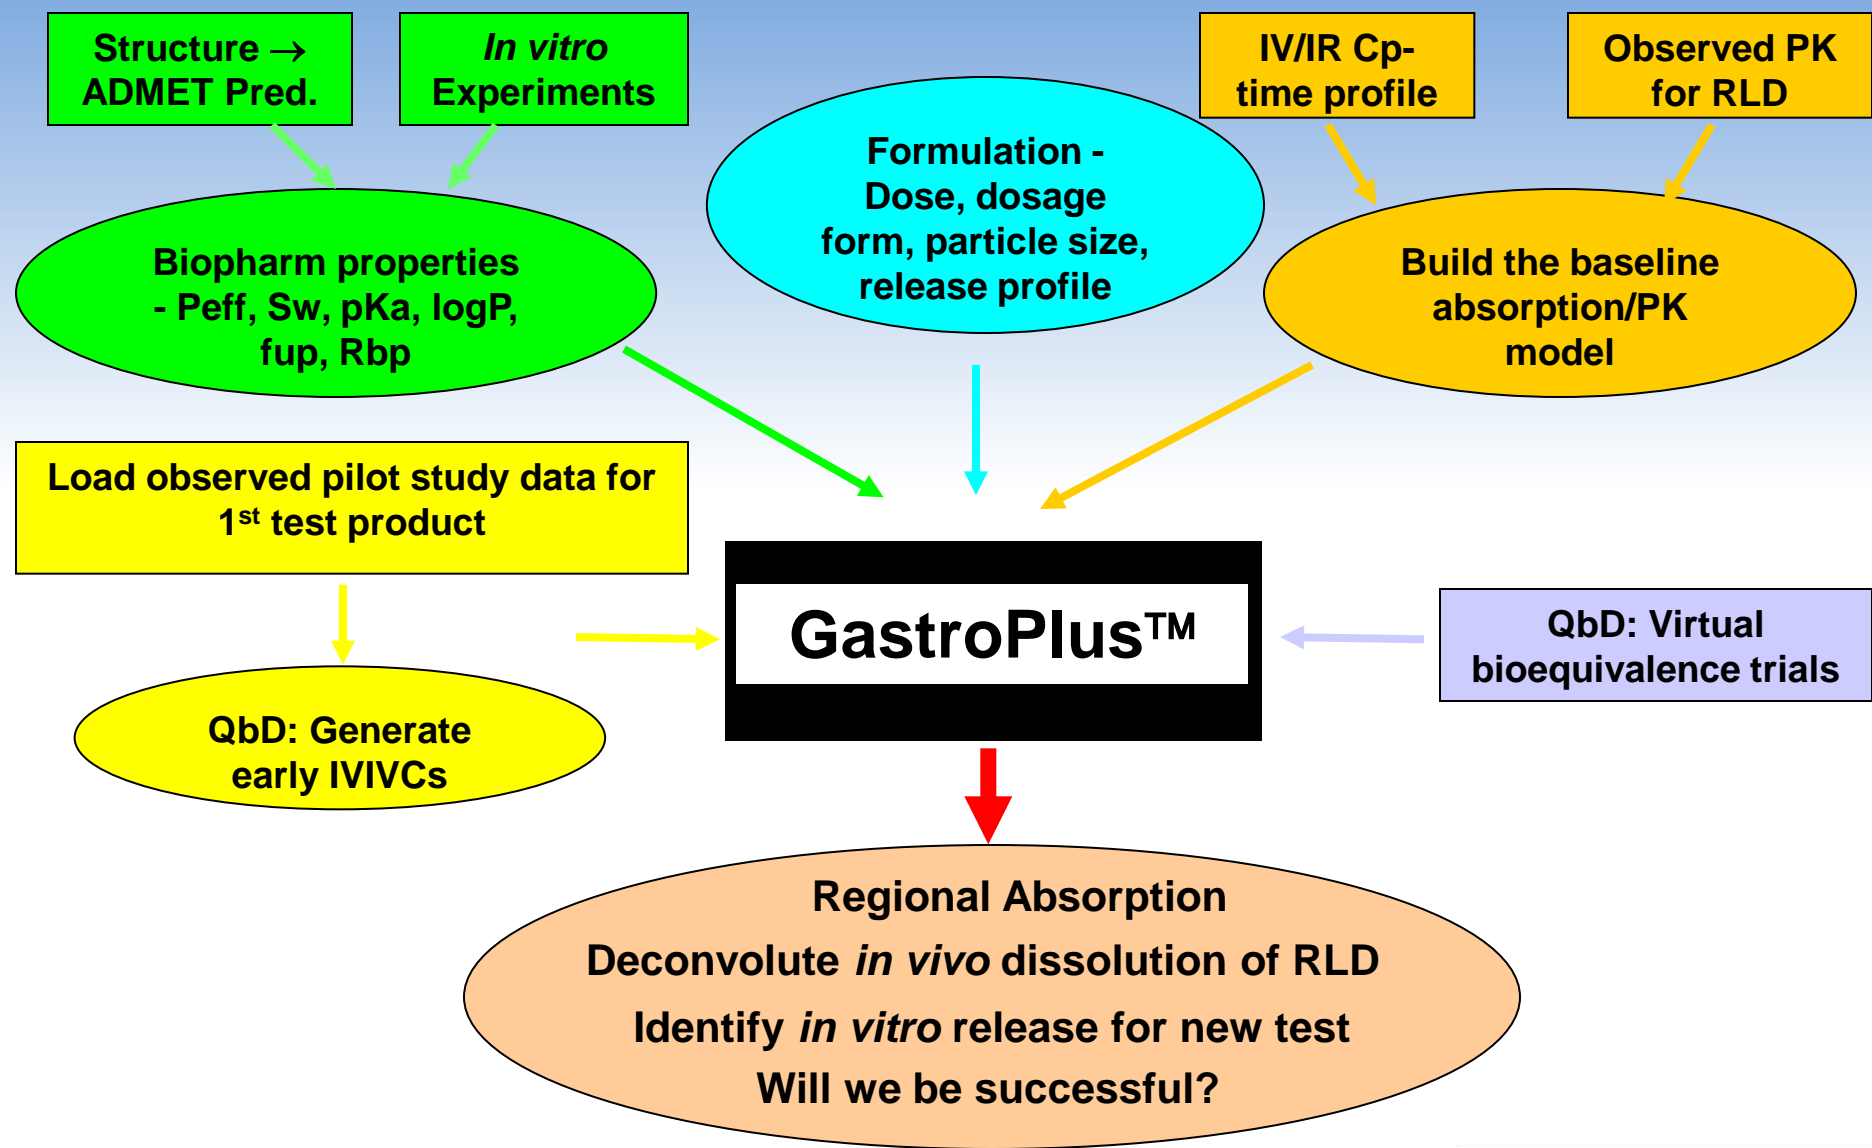 Structure →
ADMET Pred.
In vitro
Experiments
IV/IR Cp-
time profile
Observed PK
for RLD
Formulation -
Dose, dosage
form, particle size,
release profile
Biopharm properties
- Peff, Sw, pKa, logP,
fup, Rbp
Build the baseline
absorption/PK
model
Load observed pilot study data for
1st test product
GastroPlus™
QbD: Virtual
bioequivalence trials
QbD: Generate
early IVIVCs
Regional Absorption
Deconvolute in vivo dissolution of RLD
Identify in vitro release for new test
Will we be successful?